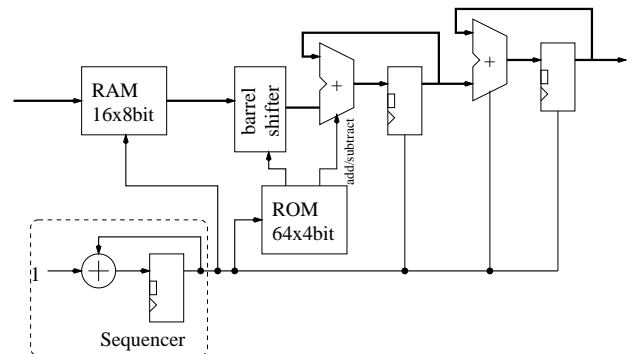 RAM
16x8bit
barrel
shifter
+
+
add/subtract
ROM
64x4bit
1
+
Sequencer